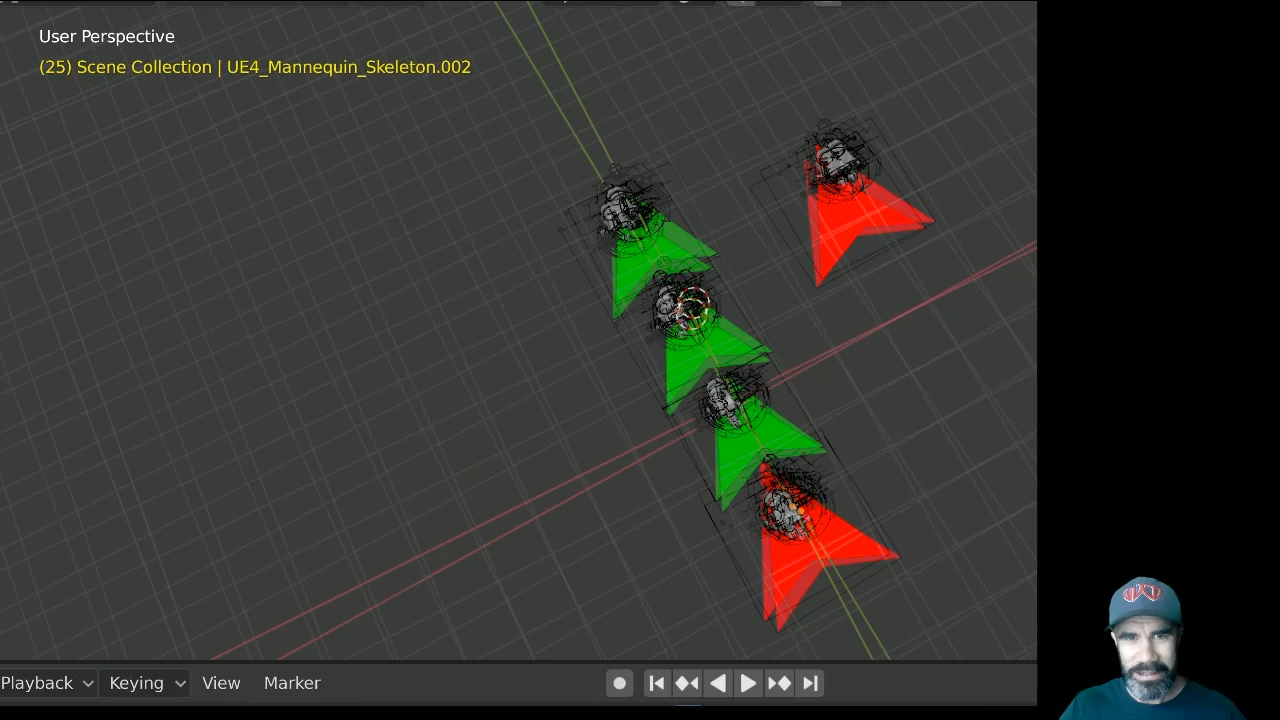 User Perspective
(25) Scene Collection | UE4_Mannequin_Skeleton.002
Playback Keying View Marker